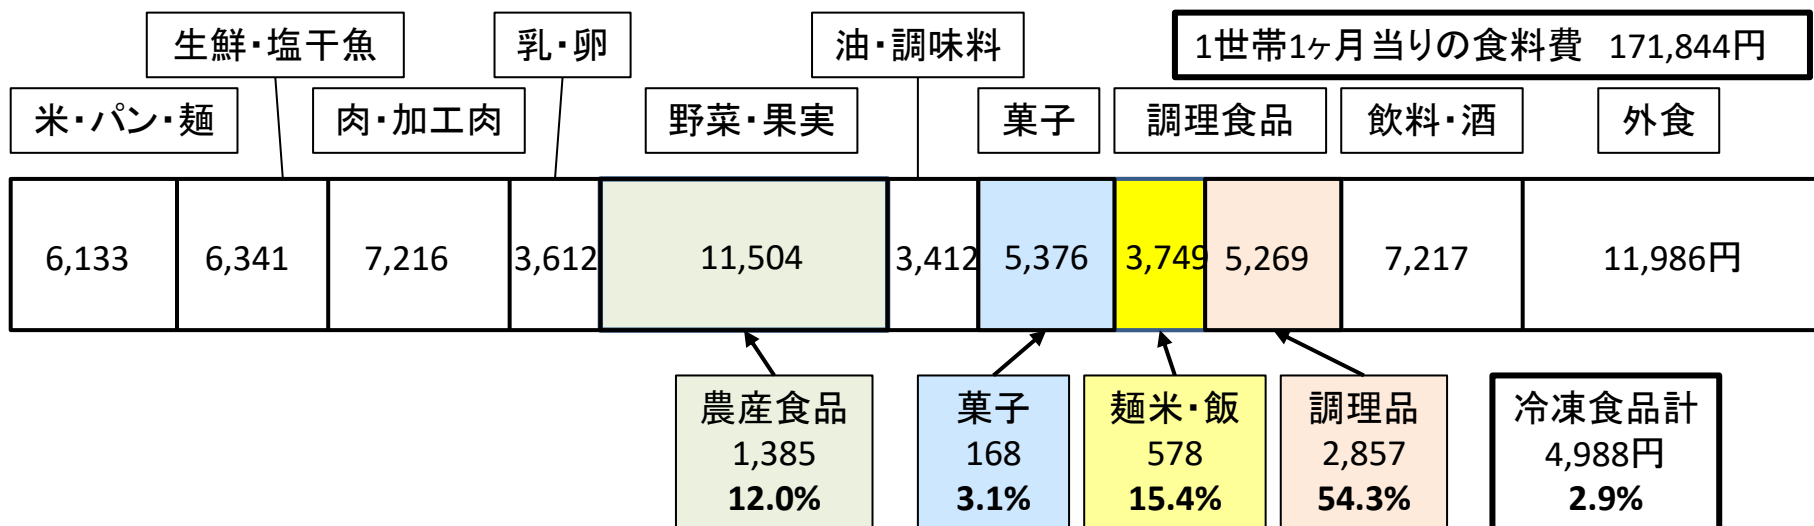 生鮮・塩干魚
乳・卵
油・調味料
1世帯1ヶ月当りの食料費 171,844円
米・パン・麺
肉・加工肉
野菜・果実
菓子
調理食品
飲料・酒
外食
6,133
6,341
7,216
3,612
11,504
3,412
5,376
3,749
5,269
7,217
11,986円
農産食品
1,385
12.0%
菓子
168
3.1%
麺米・飯
578
15.4%
調理品
2,857
54.3%
冷凍食品計
4,988円
2.9%